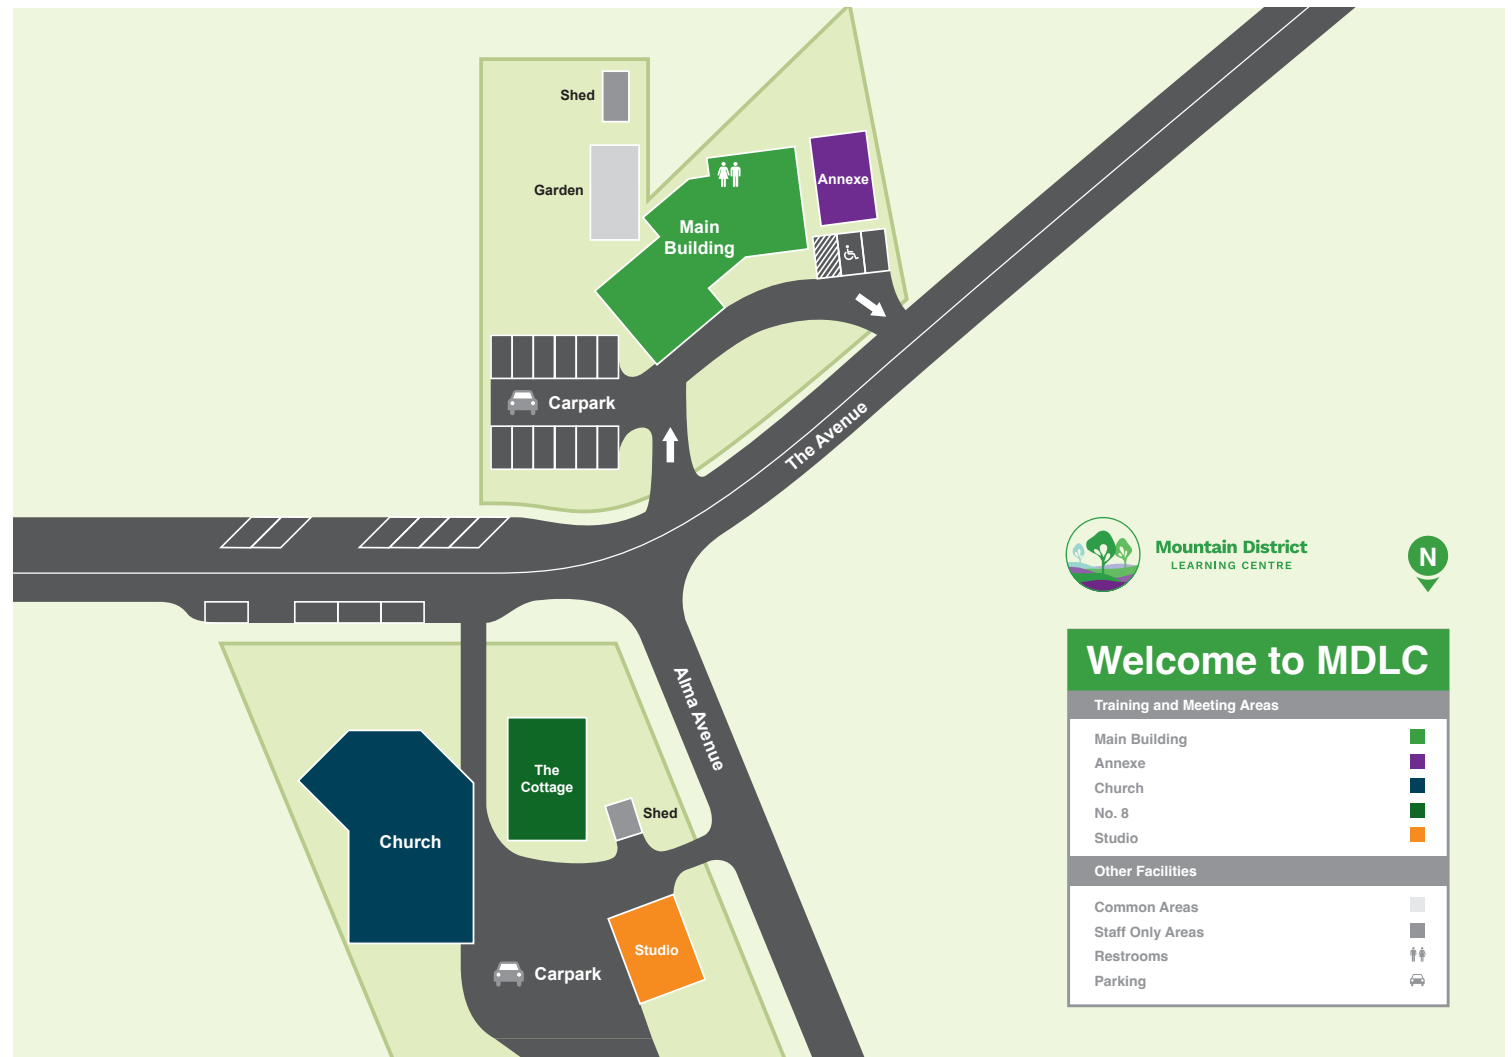 Shed
Garden
Annexe
Main
Building
Carpark
The Avenue
Mountain District
LEARNING CENTRE
N
Welcome to MDLC
Training and Meeting Areas
Main Building
Annexe
Church
No. 8
Studio
Other Facilities
Common Areas
Staff Only Areas
Restrooms
Parking
Alma Avenue
The
Cottage
Shed
Church
Studio
Carpark